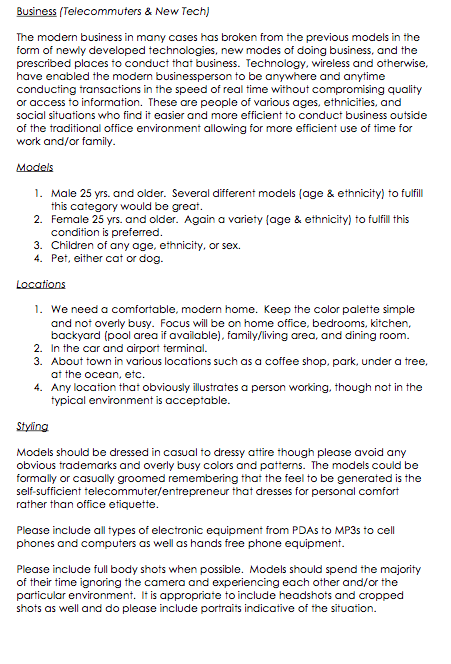 Business (Telecommuters & New Tech)
The modern business in many cases has broken from the previous models in the
form of newly developed technologies, new modes of doing business, and the
prescribed places to conduct that business.  Technology, wireless and otherwise,
have enabled the modern businessperson to be anywhere and anytime
conducting transactions in the speed of real time without compromising quality
or access to information.  These are people of various ages, ethnicities, and
social situations who find it easier and more efficient to conduct business outside
of the traditional office environment allowing for more efficient use of time for
work and/or family.
Models
1. Male 25 yrs. and older.  Several different models (age & ethnicity) to fulfill
this category would be great.
2. Female 25 yrs. and older.  Again a variety (age & ethnicity) to fulfill this
condition is preferred.
3. Children of any age, ethnicity, or sex.
4. Pet, either cat or dog.
Locations
1. We need a comfortable, modern home.  Keep the color palette simple
and not overly busy.  Focus will be on home office, bedrooms, kitchen,
backyard (pool area if available), family/living area, and dining room.
2. In the car and airport terminal.
3. About town in various locations such as a coffee shop, park, under a tree,
at the ocean, etc.
4. Any location that obviously illustrates a person working, though not in the
typical environment is acceptable.
Styling
Models should be dressed in casual to dressy attire though please avoid any
obvious trademarks and overly busy colors and patterns.  The models could be
formally or casually groomed remembering that the feel to be generated is the
self-sufficient telecommuter/entrepreneur that dresses for personal comfort
rather than office etiquette.
Please include all types of electronic equipment from PDAs to MP3s to cell
phones and computers as well as hands free phone equipment.
Please include full body shots when possible.  Models should spend the majority
of their time ignoring the camera and experiencing each other and/or the
particular environment.  It is appropriate to include headshots and cropped
shots as well and do please include portraits indicative of the situation.